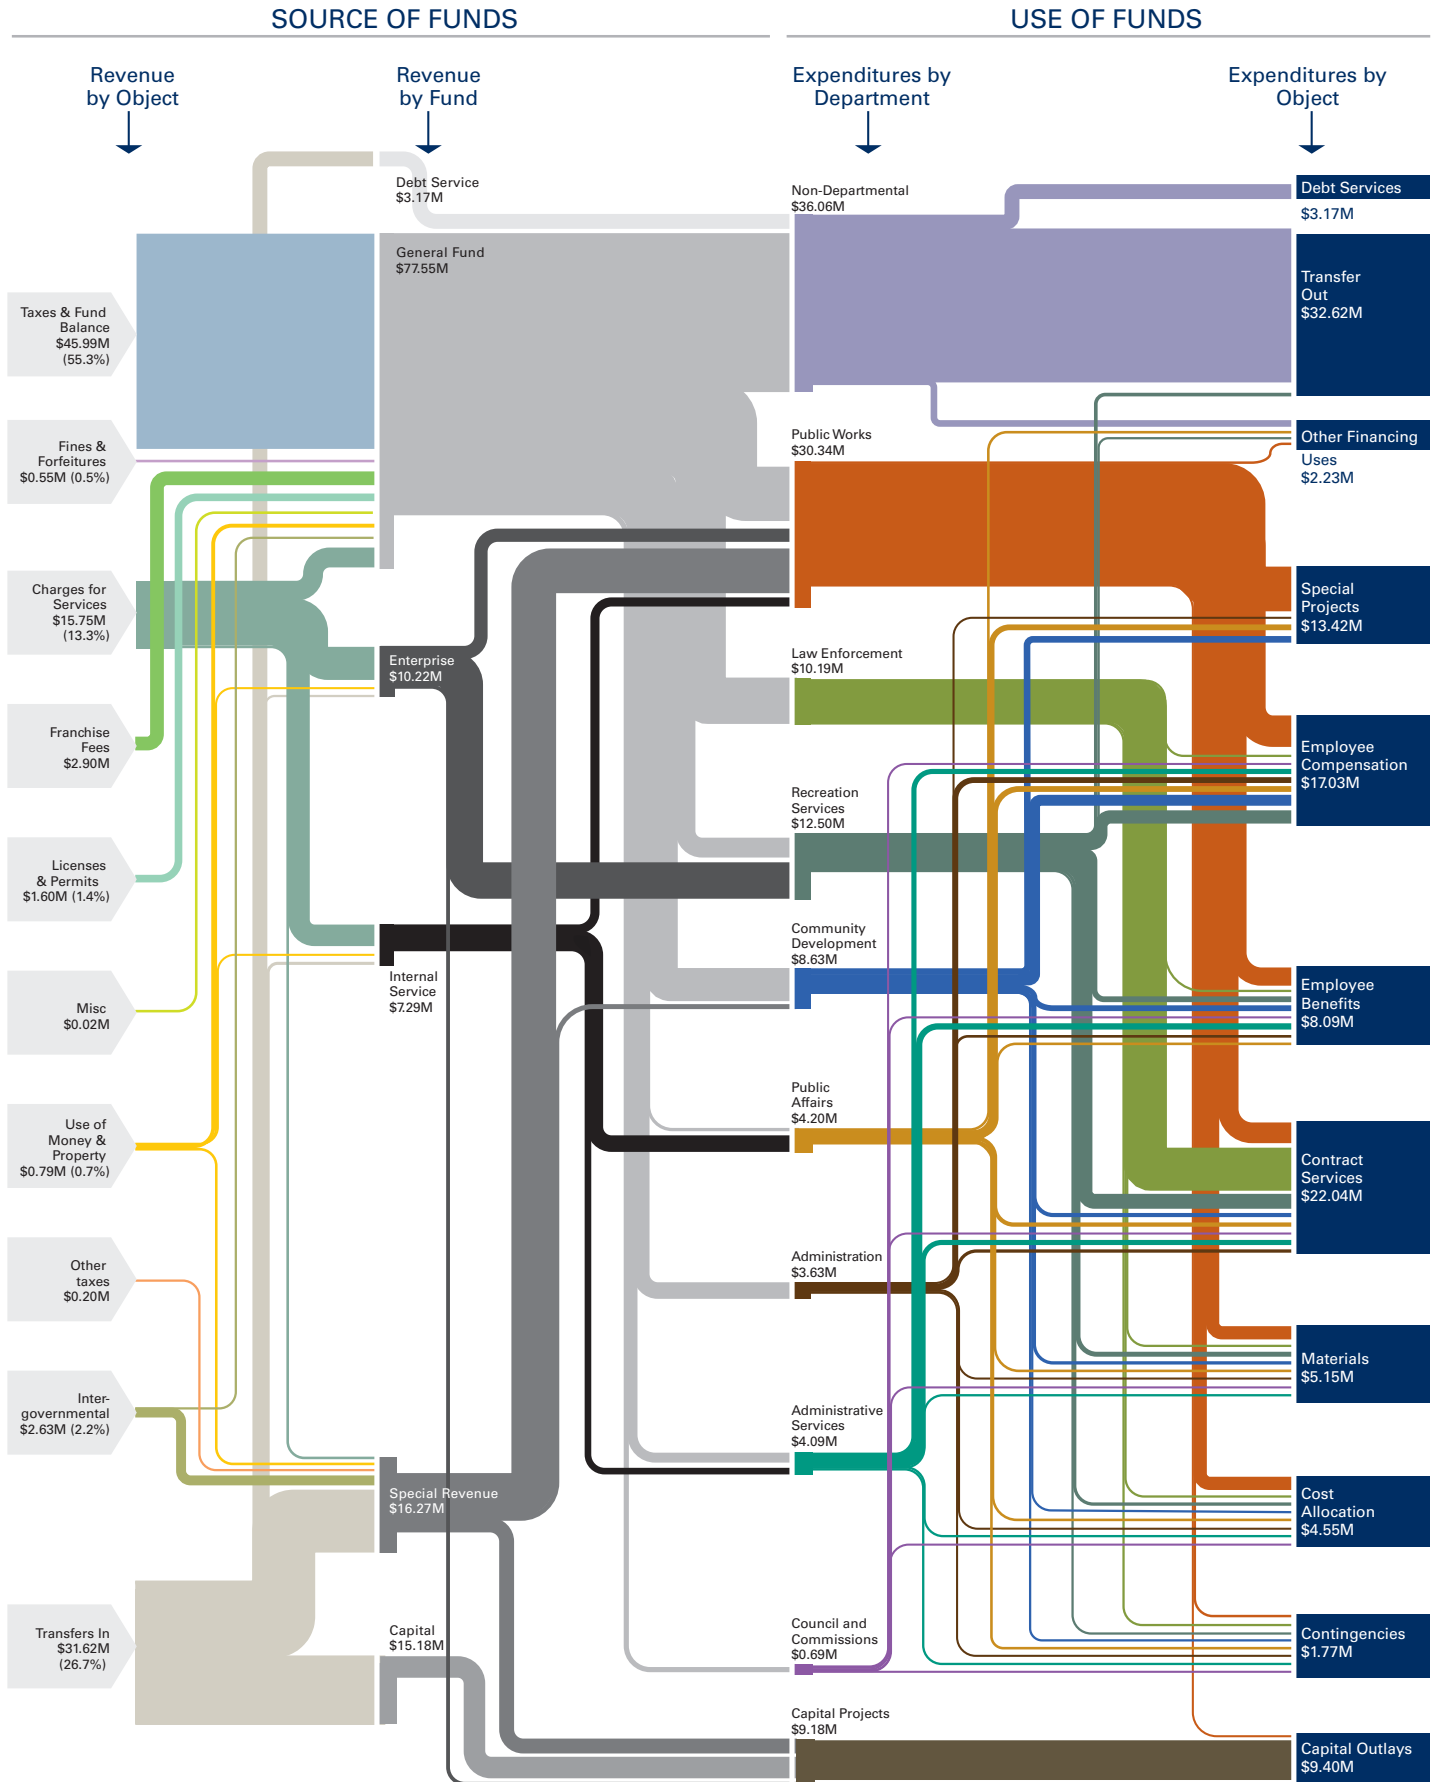 SOURCE OF FUNDS
USE OF FUNDS
Revenue
by Object
Revenue
by Fund
Expenditures by
Department
Expenditures by
Object
Taxes & Fund
Balance
$45.99M
(55.3%)
Fines &
Forfeitures
$0.55M (0.5%)
Charges for
Services
$15.75M
(13.3%)
Franchise
Fees
$2.90M
Licenses
& Permits
$1.60M (1.4%)
Misc
$0.02M
Use of
Money &
Property
$0.79M (0.7%)
Other
taxes
$0.20M
Inter-
governmental
$2.63M (2.2%)
Transfers In
$31.62M
(26.7%)
Debt Service
$3.17M
General Fund
$77.55M
Enterprise
$10.22M
Internal
Service
$7.29M
Special Revenue
$16.27M
Capital
$15.18M
Non-Departmental
$36.06M
Public Works
$30.34M
Law Enforcement
$10.19M
Recreation
Services
$12.50M
Community
Development
$8.63M
Public
Affairs
$4.20M
Administration
$3.63M
Administrative
Services
$4.09M
Council and
Commissions
$0.69M
Capital Projects
$9.18M
Debt Services
$3.17M
Transfer
Out
$32.62M
Other Financing
Uses
$2.23M
Special
Projects
$13.42M
Employee
Compensation
$17.03M
Employee
Benefits
$8.09M
Contract
Services
$22.04M
Materials
$5.15M
Cost
Allocation
$4.55M
Contingencies
$1.77M
Capital Outlays
$9.40M